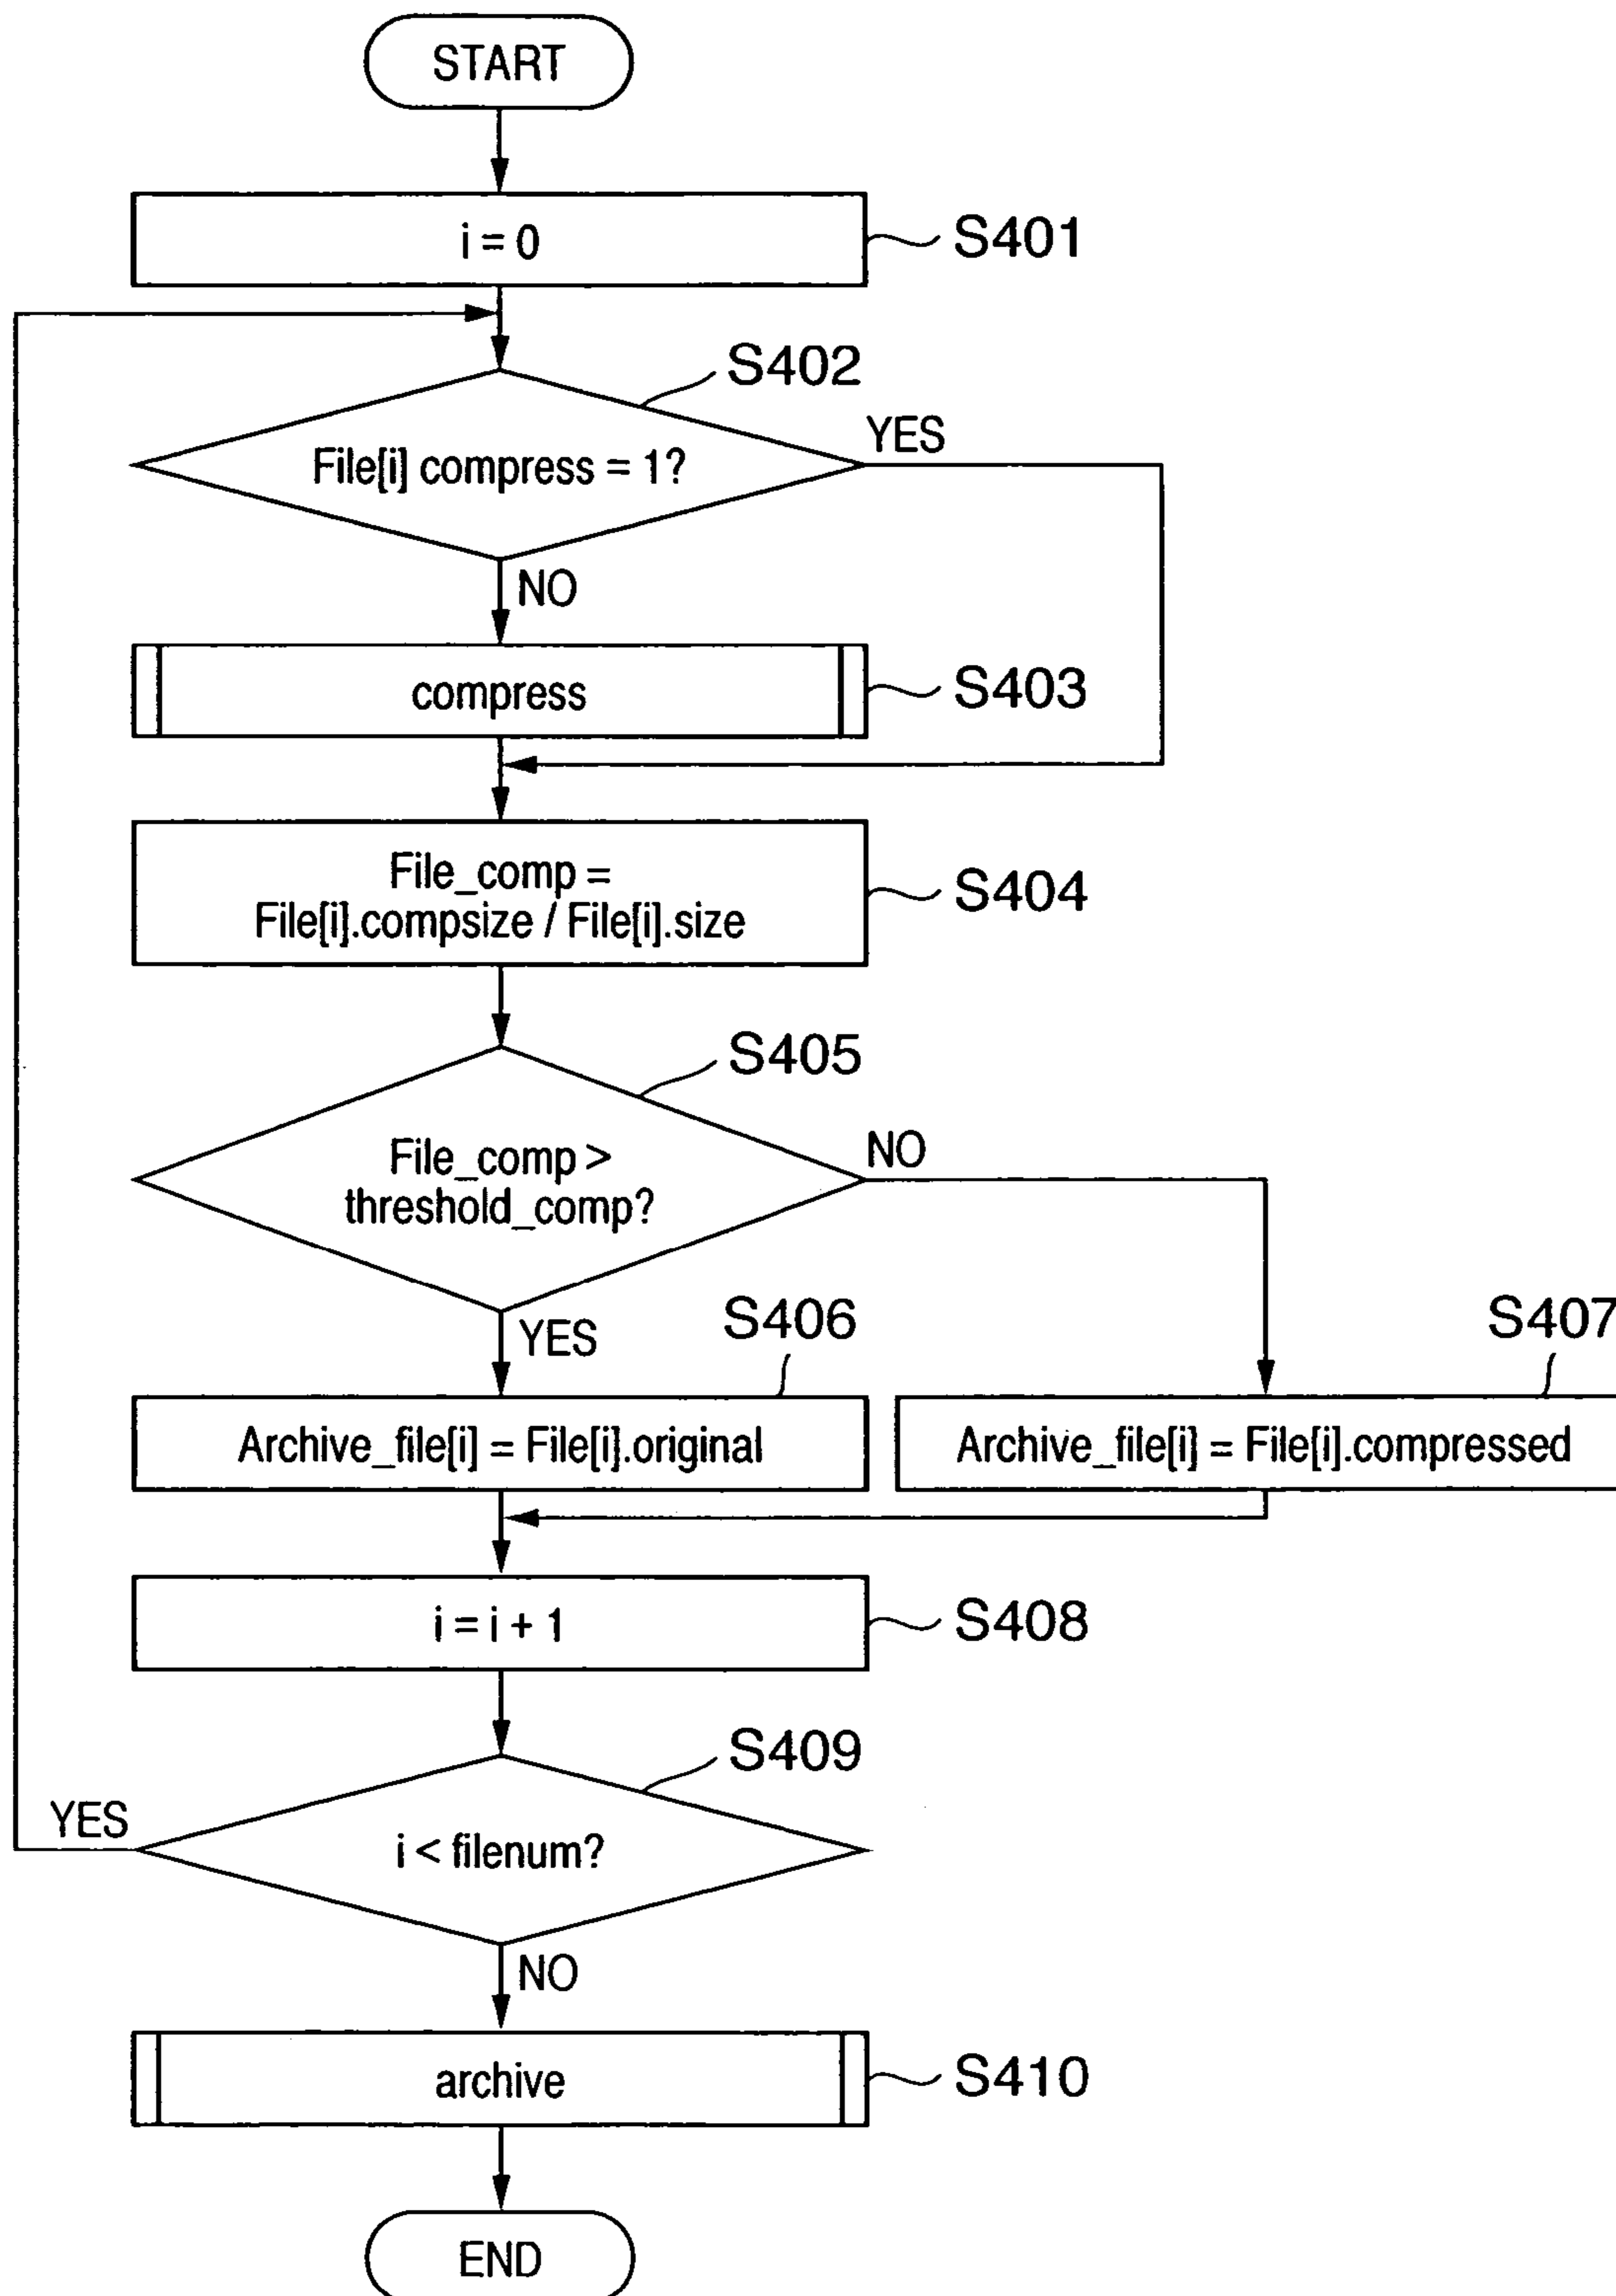 START
i = 0
S401
S402
File[i] compress = 1?
YES
NO
compress
S403
File_comp =
File[i].compsize / File[i].size
S404
S405
File_comp >
threshold_comp?
NO
YES
S406
S407
Archive_file[i] = File[i].original
Archive_file[i] = File[i].compressed
i = i + 1
S408
S409
YES
i < filenum?
NO
archive
S410
END